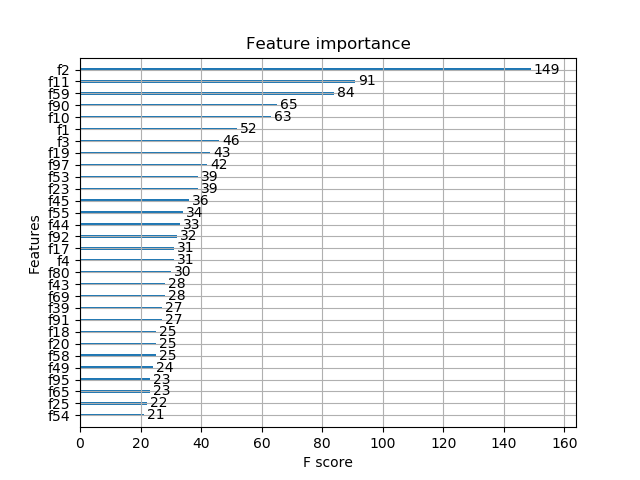 Feature importance
f2 149
f11 91
f59 84
f90 65
f10 63
f1 52
f3 46
f19 43
f97 42
f53 39
f23 39
f45 36
f55 34
f44 33
f92 32
f17 31
f4 31
f80 30
f43 28
f69 28
f39 27
f91 27
f18 25
f20 25
f58 25
f49 24
f95 23
f65 23
f25 22
f54 21
Features
0 20 40 60 80 100 120 140 160
F score